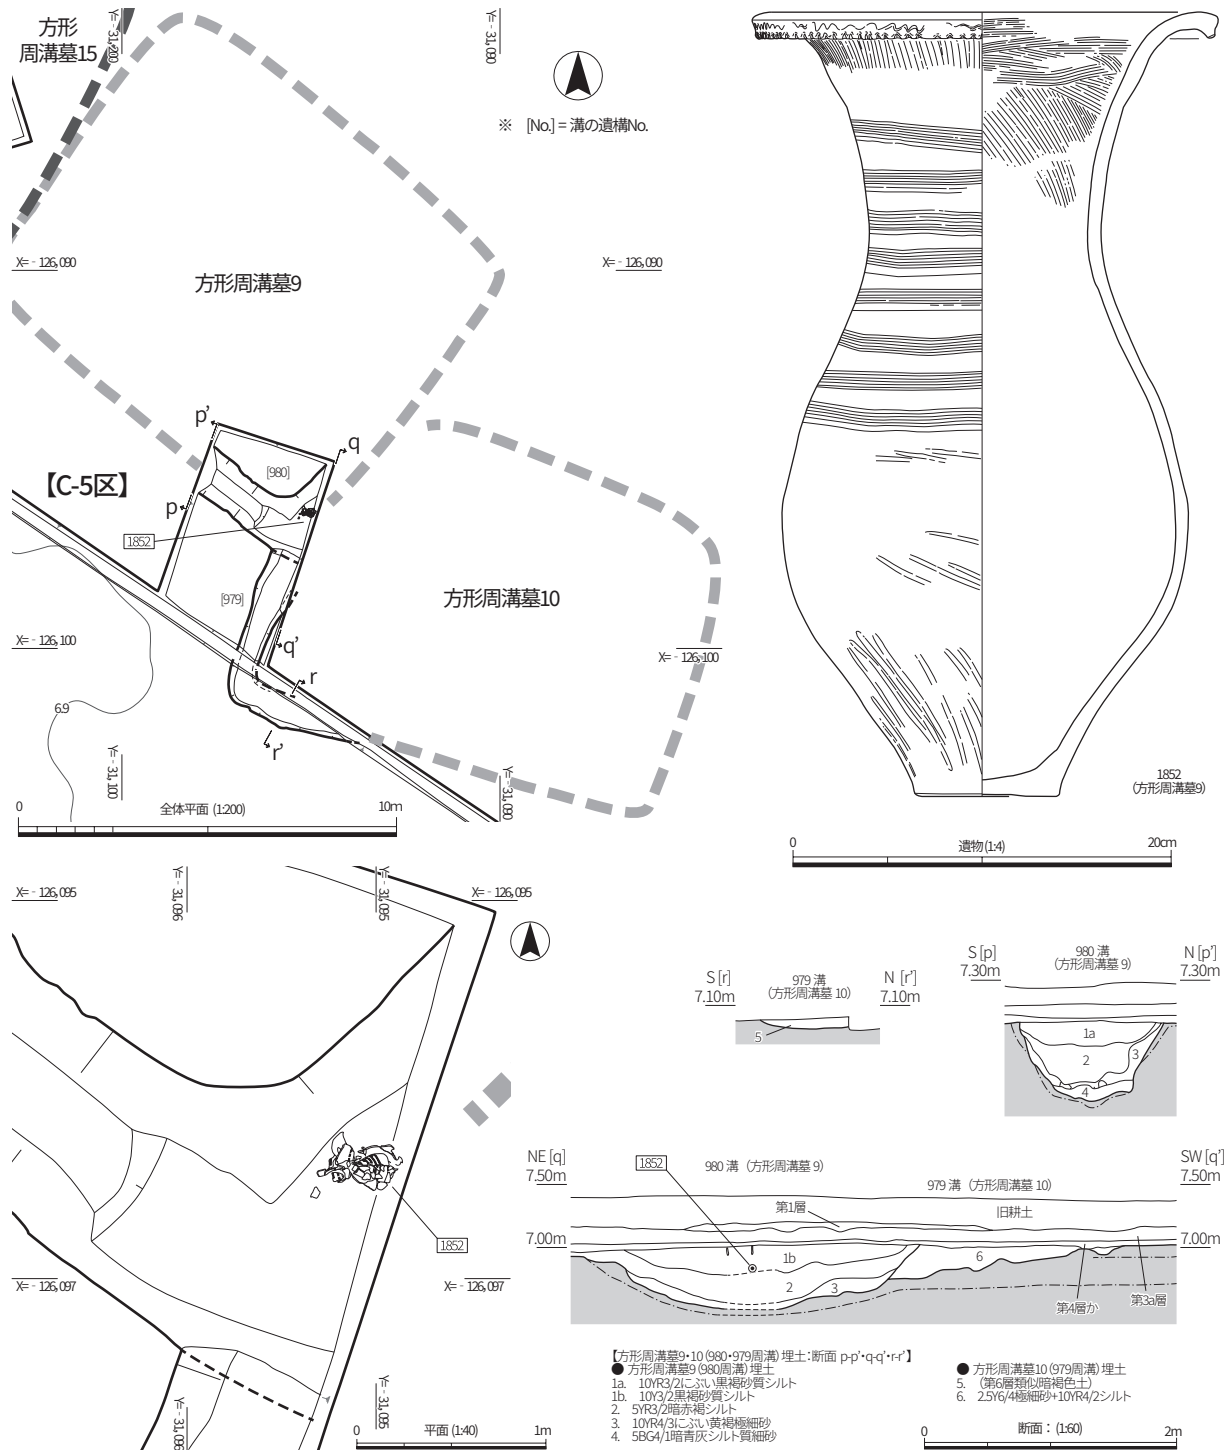 方形
周溝墓15
Y=－31,200
Y=－31,090
※　[No.]＝溝の遺構No.
X=－126,090
X=－126,090
方形周溝墓9
p'
q
[980]
【C-5区】
p
1852
方形周溝墓10
[979]
X=－126,100
q'
X=－126,100
r
6.9
r'
Y=－31,100
Y=－31,090
0
全体平面 (1:200)
10m
1852
（方形周溝墓9）
0
遺物 (1:4)
20cm
X=－126,095
Y=－31,096
Y=－31,095
X=－126,095
1852
X=－126,097
X=－126,097
Y=－31,096
Y=－31,095
0
平面 (1:40)
1m
S [r]
7.10m
979 溝
（方形周溝墓 10）
N [r']
7.10m
5
S [p]
7.30m
980 溝
（方形周溝墓 9）
N [p']
7.30m
1a
2
3
4
NE [q]
7.50m
1852
980 溝（方形周溝墓 9）
979 溝（方形周溝墓 10）
SW [q']
7.50m
第1層
旧耕土
7.00m
7.00m
1b
2
3
6
第4層か
第3a層
【方形周溝墓9・10 (980・979周溝) 埋土：断面 p-p'・q-q'・r-r'】
● 方形周溝墓9 (980周溝) 埋土
1a.　10YR3/2にぶい黒褐砂質シルト
1b.　10Y3/2黒褐砂質シルト
2.　5YR3/2暗赤褐シルト
3.　10YR4/3にぶい黄褐極細砂
4.　5BG4/1暗青灰シルト質細砂
● 方形周溝墓10 (979周溝) 埋土
5.　（第6層類似暗褐色土）
6.　2.5Y6/4極細砂+10YR4/2シルト
0
断面： (1:60)
2m